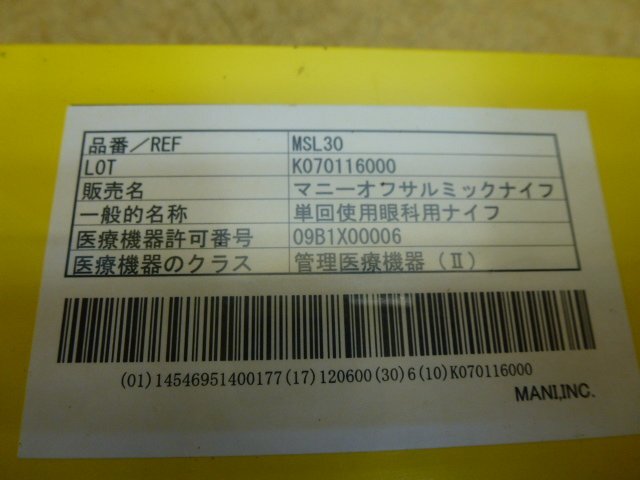 品番/REF MSL30
LOT K070116000
販売名 マニーオフサルミックナイフ
一般的名称 単回使用眼科用ナイフ
医療機器許可番号 09B1X00006
医療機器のクラス 管理医療機器(Ⅱ)
(01)14546951400177(17)120600(30)6(10)K070116000
MANI,INC.